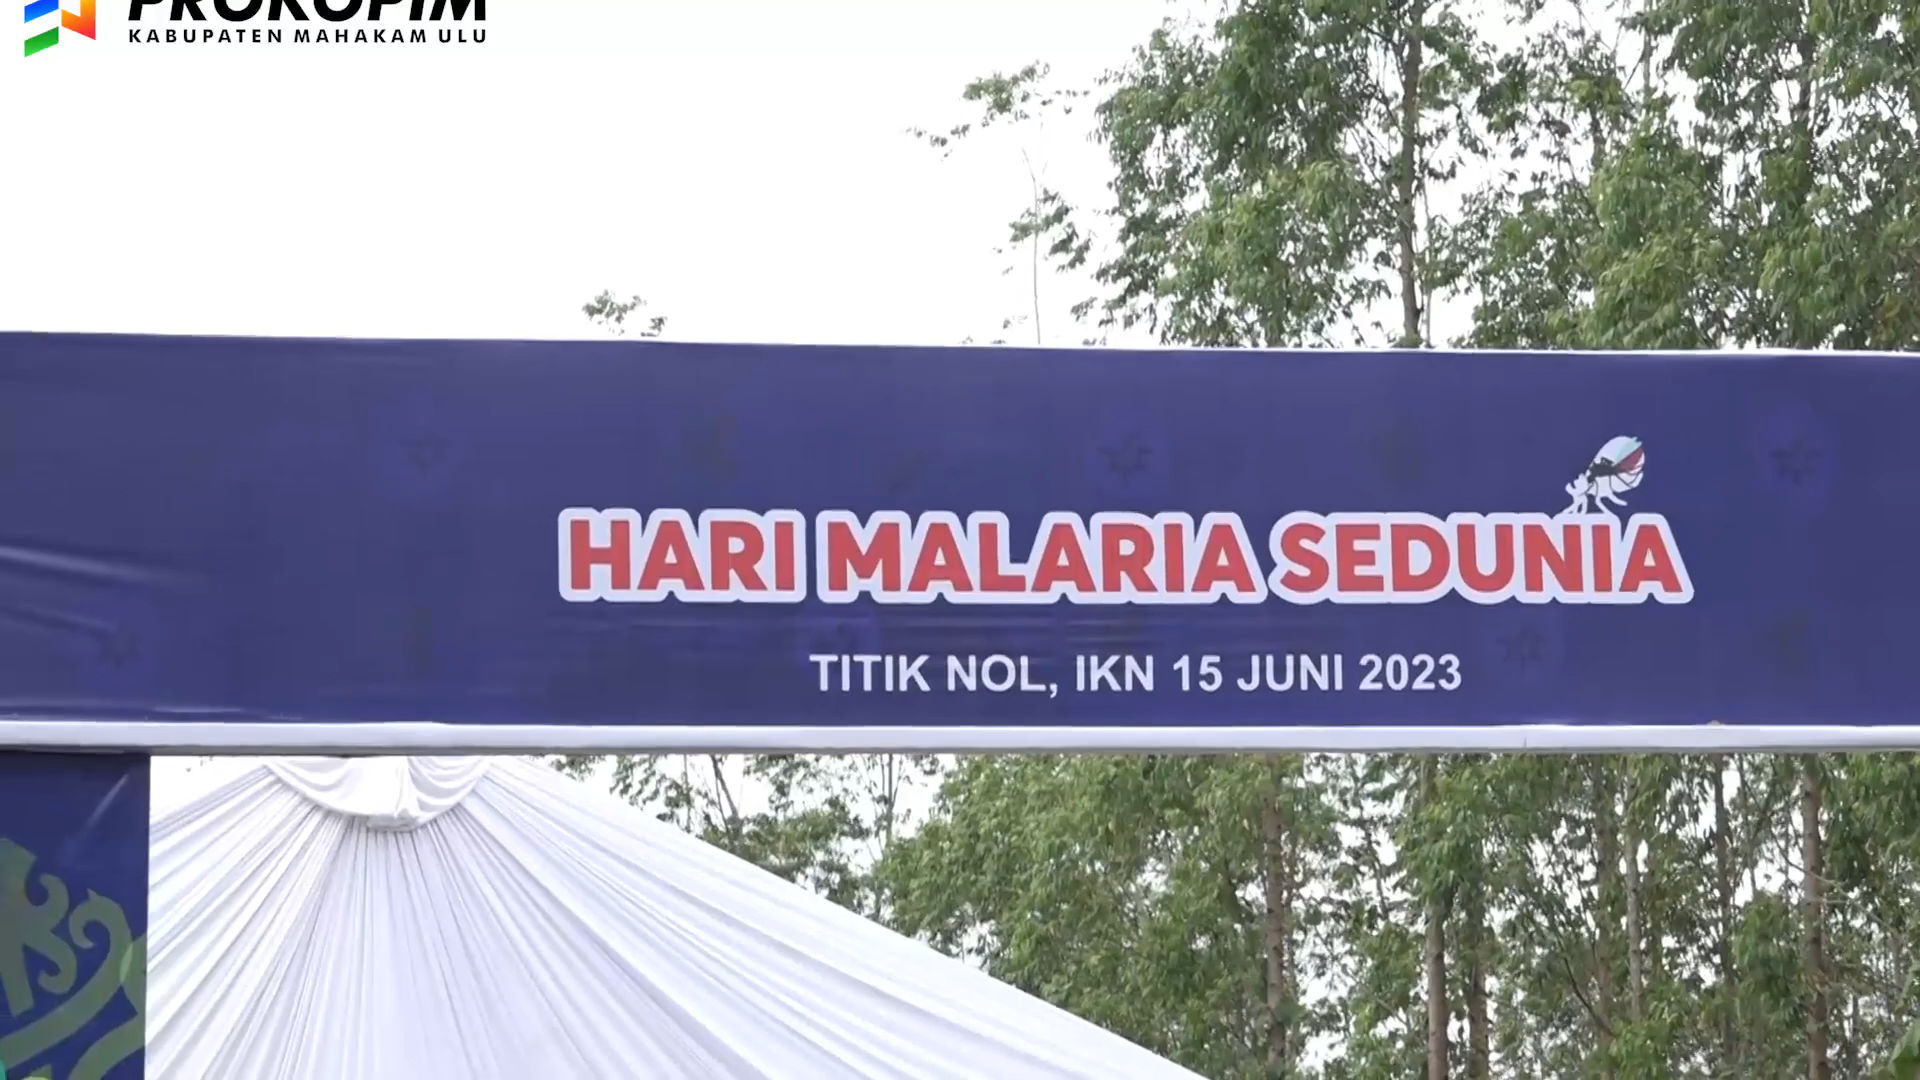 PROKOPIM
KABUPATEN MAHAKAM ULU
HARI MALARIA SEDUNIA
TITIK NOL, IKN 15 JUNI 2023